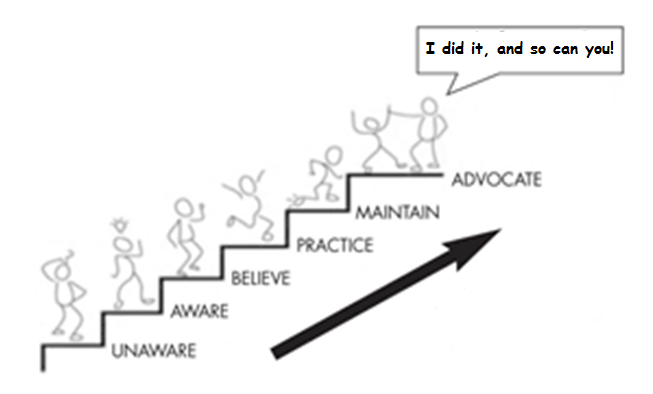 I did it, and so can you!
ADVOCATE
MAINTAIN
PRACTICE
BELIEVE
AWARE
UNAWARE